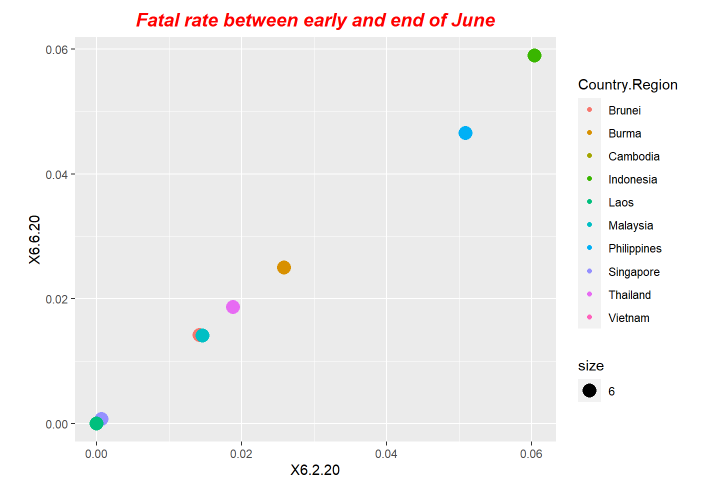 Fatal rate between early and end of June
0.06
0.04
0.02
0.00
X6.6.20
0.00 0.02 0.04 0.06
X6.2.20
Country.Region
Brunei
Burma
Cambodia
Indonesia
Laos
Malaysia
Philippines
Singapore
Thailand
Vietnam
size
6